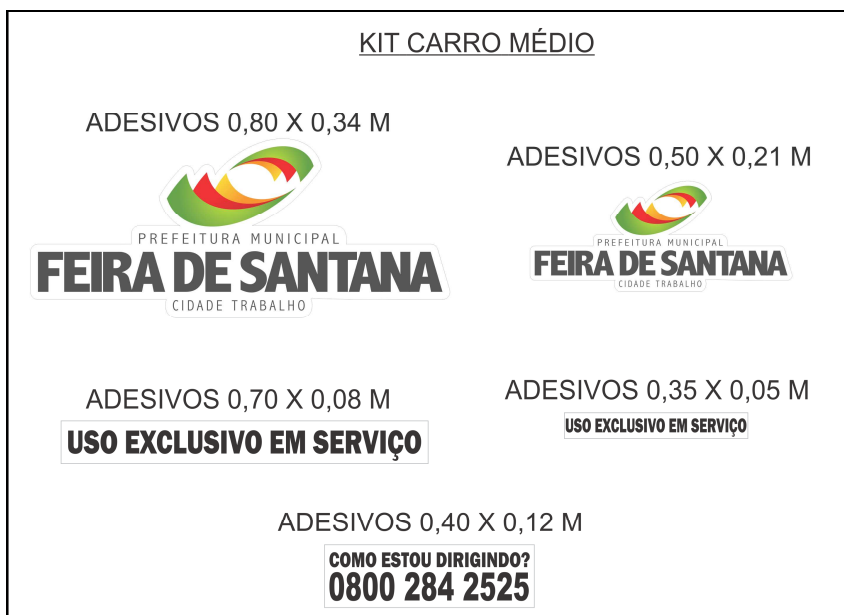 KIT CARRO MÉDIO
ADESIVOS 0,80 X 0,34 M
PREFEITURA MUNICIPAL
FEIRA DE SANTANA
CIDADE TRABALHO
ADESIVOS 0,50 X 0,21 M
PREFEITURA MUNICIPAL
FEIRA DE SANTANA
CIDADE TRABALHO
ADESIVOS 0,70 X 0,08 M
USO EXCLUSIVO EM SERVIÇO
ADESIVOS 0,35 X 0,05 M
USO EXCLUSIVO EM SERVIÇO
ADESIVOS 0,40 X 0,12 M
COMO ESTOU DIRIGINDO?
0800 284 2525